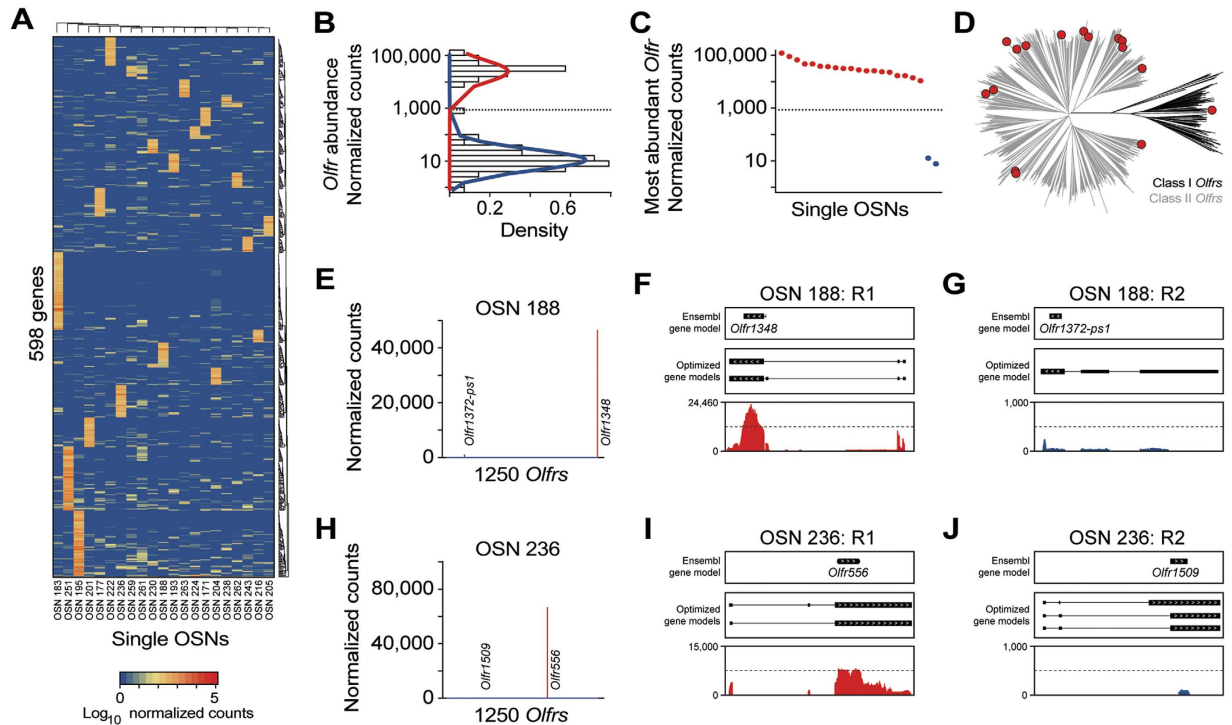 A
598 genes
OSN 183
OSN 251
OSN 195
OSN 201
OSN 177
OSN 222
OSN 236
OSN 259
OSN 261
OSN 230
OSN 188
OSN 193
OSN 263
OSN 224
OSN 171
OSN 204
OSN 238
OSN 262
OSN 243
OSN 216
OSN 205
Single OSNs
0 5
Log10 normalized counts
B
Olfr abundance
Normalized counts
100,000
1,000
10
0.2 0.6
Density
C
Most abundant Olfr
Normalized counts
100,000
1,000
10
Single OSNs
D
Class I Olfrs
Class II Olfrs
E
OSN 188
Normalized counts
40,000
20,000
0
Olfr1372-ps1
Olfr1348
1250 Olfrs
F
OSN 188: R1
Ensembl
gene model
Olfr1348
Optimized
gene models
24,460
0
G
OSN 188: R2
Ensembl
gene model
Olfr1372-ps1
Optimized
gene models
1,000
0
H
OSN 236
Normalized counts
80,000
40,000
0
Olfr1509
Olfr556
1250 Olfrs
I
OSN 236: R1
Ensembl
gene model
Olfr556
Optimized
gene models
15,000
0
J
OSN 236: R2
Ensembl
gene model
Olfr1509
Optimized
gene models
1,000
0